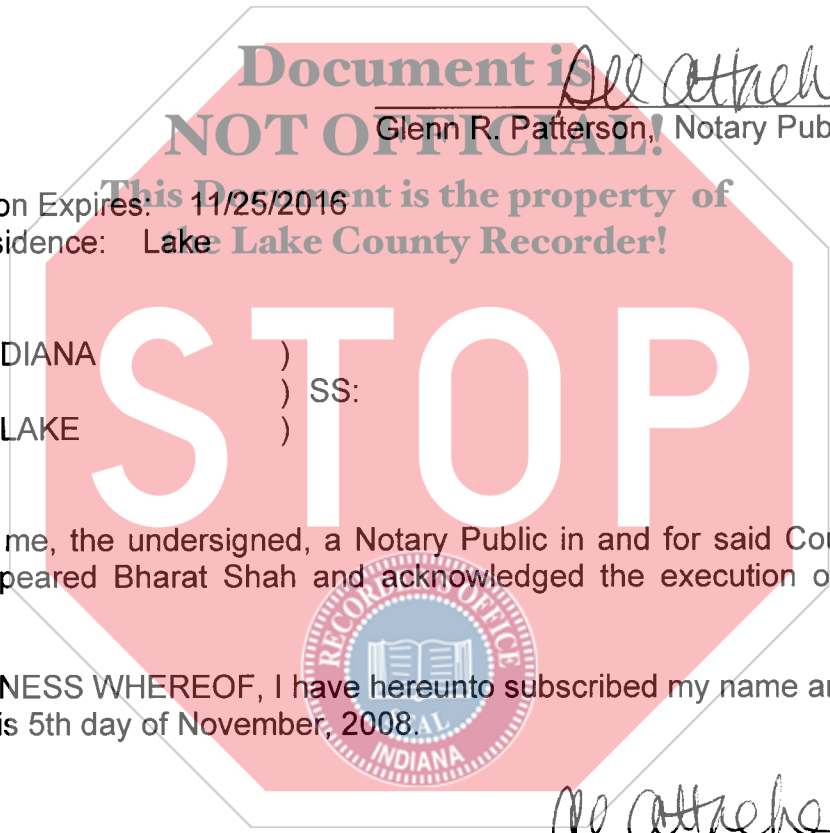 Document is
See attach
NOT OFFICIAL!
Glenn R. Patterson, Notary Pub
This Document is the property of
on Expires: 11/25/2016
the Lake County Recorder!
sidence: Lake
STOP
DIANA )
) SS:
LAKE )
me, the undersigned, a Notary Public in and for said Cou
peared Bharat Shah and acknowledged the execution o
RECORDER'S OFFICE
SEAL
INDIANA
NESS WHEREOF, I have hereunto subscribed my name a
is 5th day of November, 2008.
attache